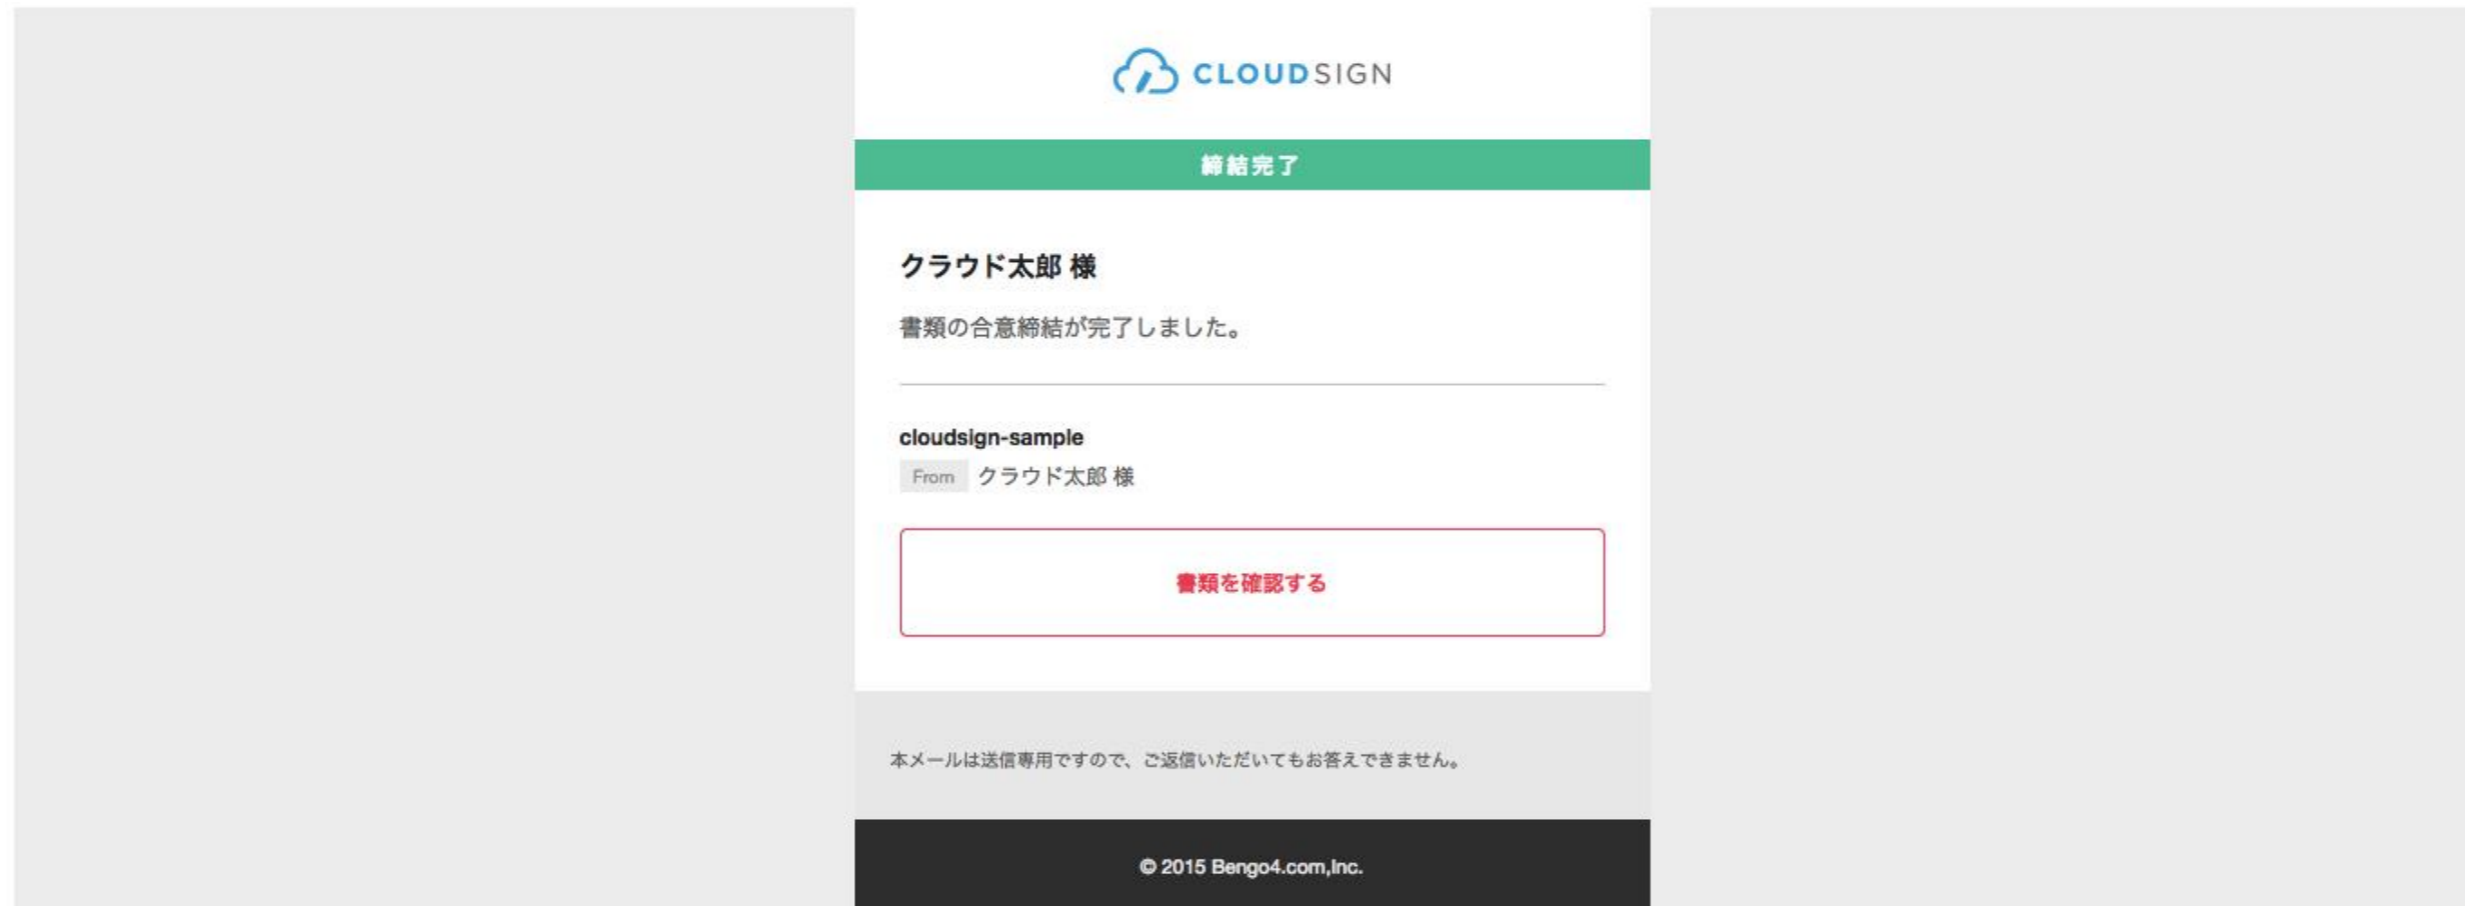 CLOUDSIGN
締結完了
クラウド太郎 様
書類の合意締結が完了しました。
cloudsign-sample
From クラウド太郎 様
書類を確認する
本メールは送信専用ですので、ご返信いただいてもお答えできません。
© 2015 Bengo4.com,Inc.